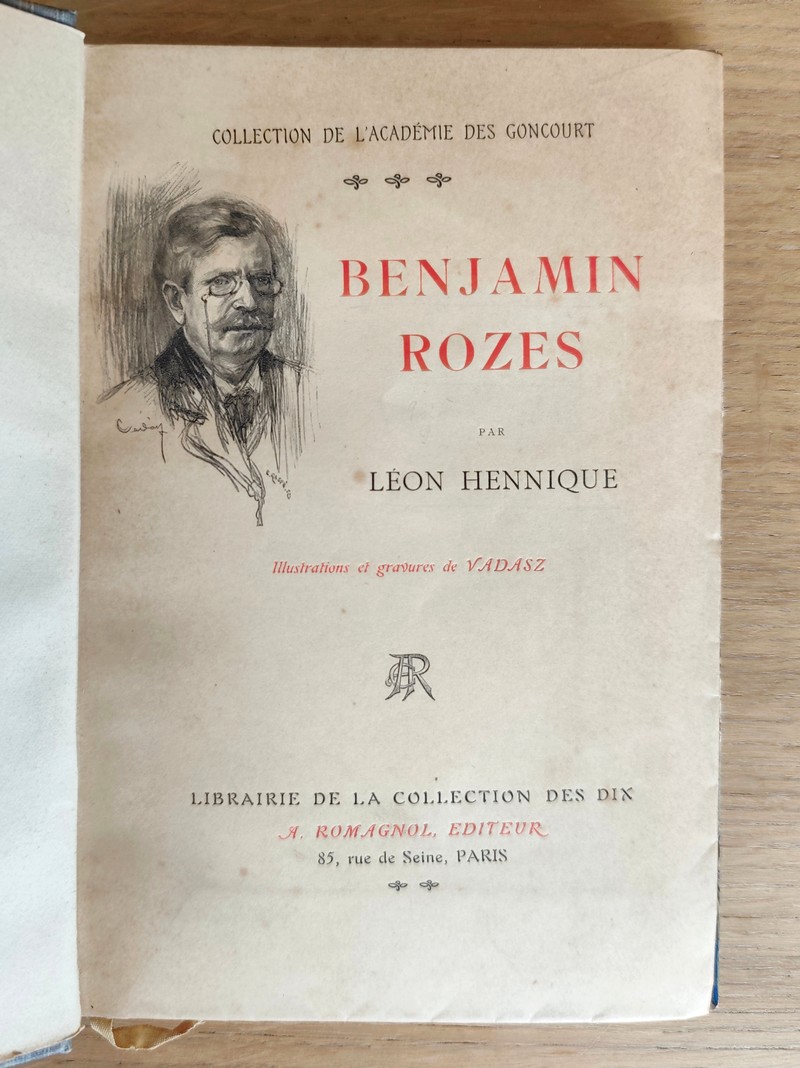 COLLECTION DE L'ACADÉMIE DES GONCOURT
BENJAMIN
ROZES
PAR
LÉON HENNIQUE
Illustrations et gravures de VADASZ
AR
LIBRAIRIE DE LA COLLECTION DES DIX
A. ROMAGNOL, EDITEUR
85, rue de Seine, PARIS